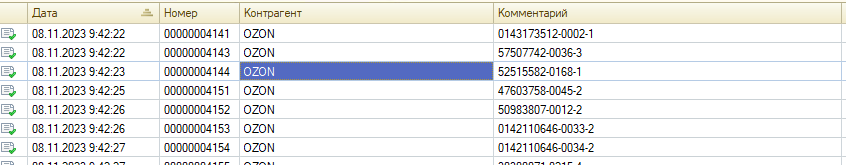 Дата Номер Контрагент Комментарий
08.11.2023 9:42:22 00000004141 OZON 0143173512-0002-1
08.11.2023 9:42:22 00000004143 OZON 57507742-0036-3
08.11.2023 9:42:23 00000004144 OZON 52515582-0168-1
08.11.2023 9:42:25 00000004151 OZON 47603758-0045-2
08.11.2023 9:42:26 00000004152 OZON 50983807-0012-2
08.11.2023 9:42:26 00000004153 OZON 0142110646-0033-2
08.11.2023 9:42:27 00000004154 OZON 0142110646-0034-2